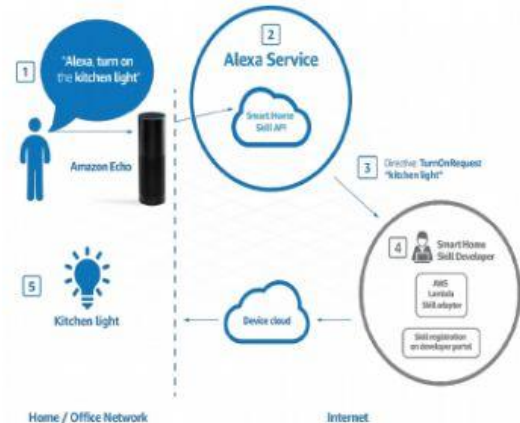 1
"Alexa, turn on
the kitchen light"
Amazon Echo
2
Alexa Service
Smart Home
Skill API
3
Directive: TurnOnRequest
"kitchen light"
4
Smart Home
Skill Developer
AWS
Lambda
Skill adapter
Skill registration
on developer portal
5
Kitchen light
Device cloud
Home / Office Network
Internet